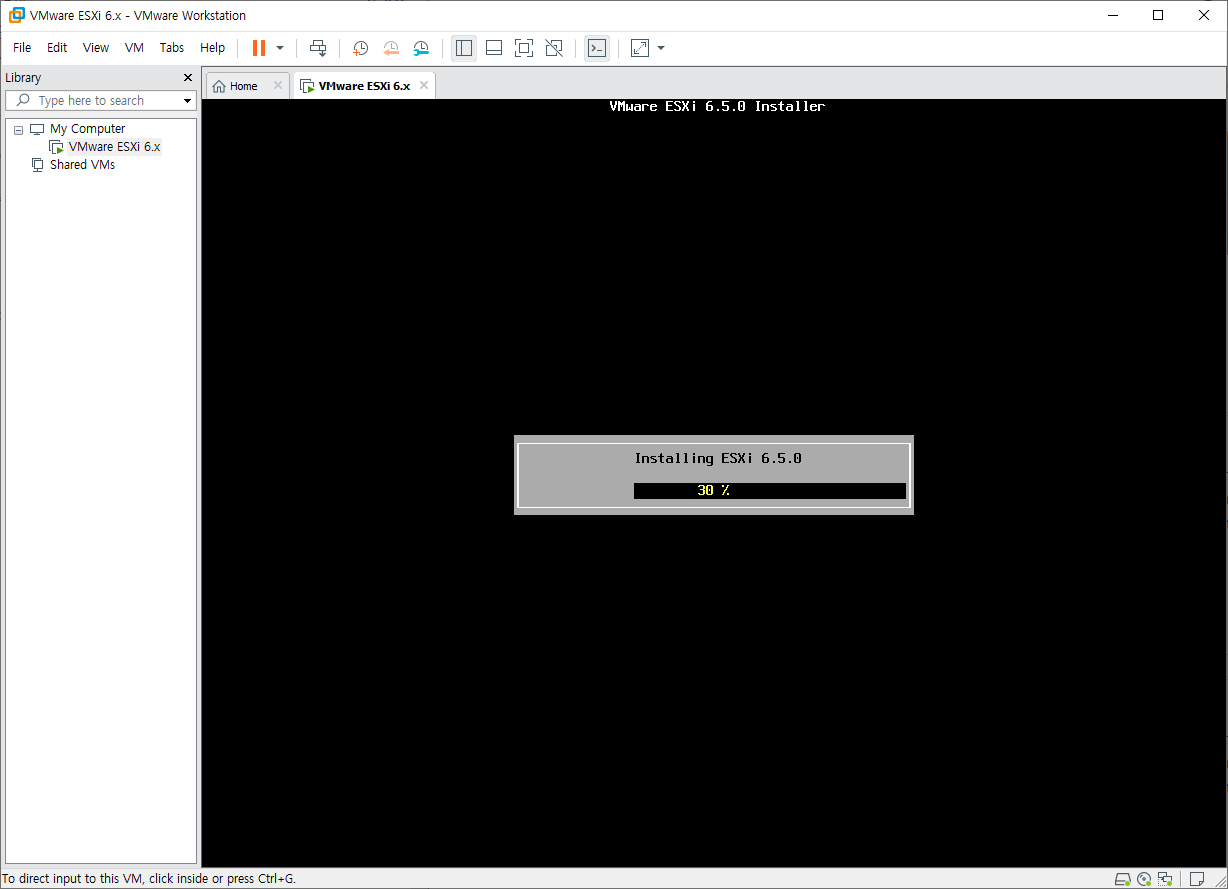 VMware ESXi 6.x - VMware Workstation
File Edit View VM Tabs Help
Library
Type here to search
My Computer
VMware ESXi 6.x
Shared VMs
Home
VMware ESXi 6.x
VMware ESXi 6.5.0 Installer
Installing ESXi 6.5.0
30 %
To direct input to this VM, click inside or press Ctrl+G.